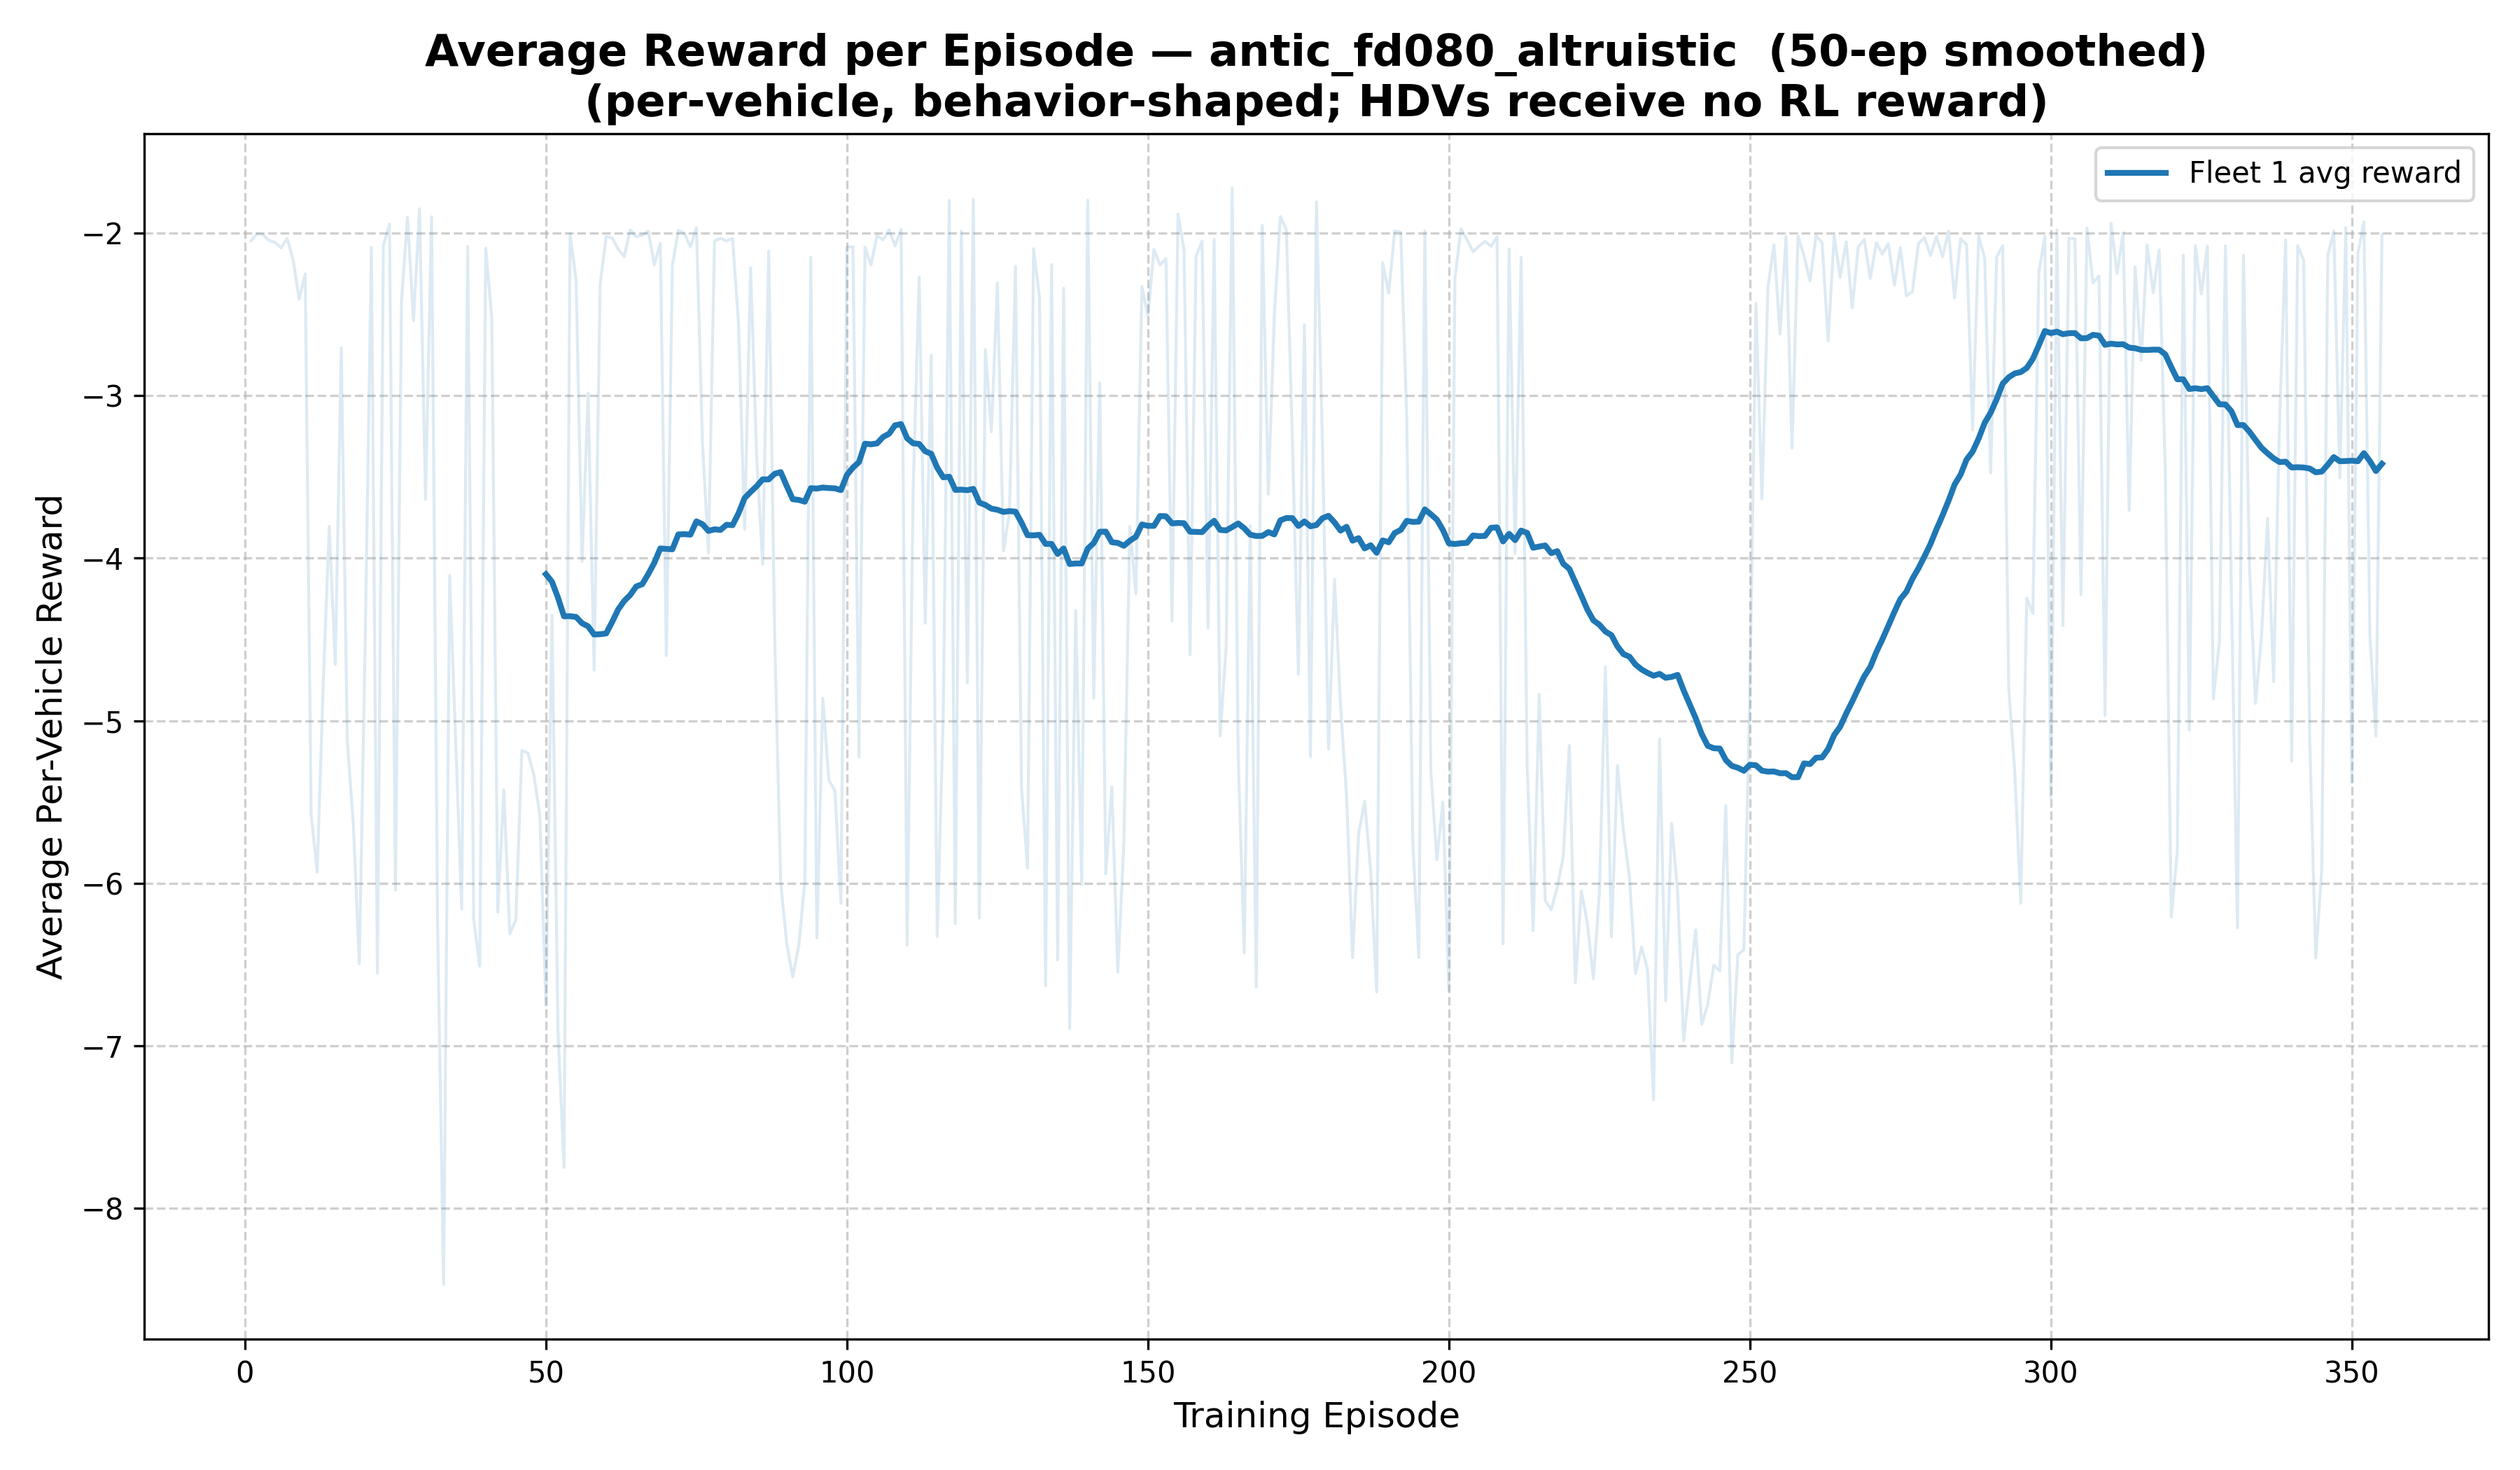 Average Reward per Episode — antic_fd080_altruistic  (50-ep smoothed)
(per-vehicle, behavior-shaped; HDVs receive no RL reward)
Fleet 1 avg reward
Average Per-Vehicle Reward
−2
−3
−4
−5
−6
−7
−8
0 50 100 150 200 250 300 350
Training Episode